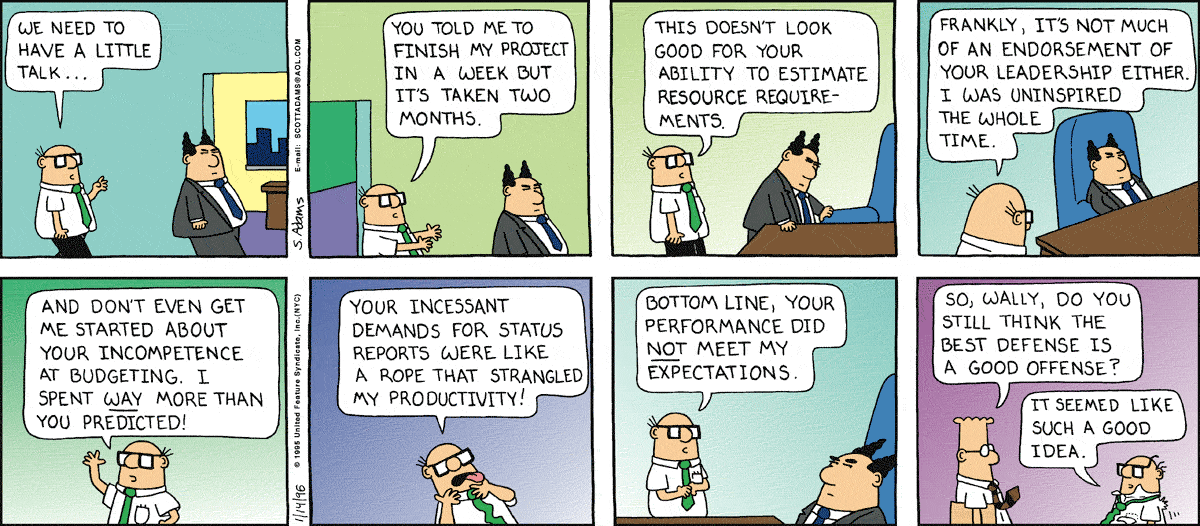 WE NEED TO
HAVE A LITTLE
TALK...
E-mail: SCOTTADAMS@AOL.COM
S. Adams
YOU TOLD ME TO
FINISH MY PROJECT
IN A WEEK BUT
IT'S TAKEN TWO
MONTHS.
THIS DOESN'T LOOK
GOOD FOR YOUR
ABILITY TO ESTIMATE
RESOURCE REQUIRE-
MENTS.
FRANKLY, IT'S NOT MUCH
OF AN ENDORSEMENT OF
YOUR LEADERSHIP EITHER.
I WAS UNINSPIRED
THE WHOLE
TIME.
AND DON'T EVEN GET
ME STARTED ABOUT
YOUR INCOMPETENCE
AT BUDGETING. I
SPENT WAY MORE THAN
YOU PREDICTED!
1/14/96 © 1995 United Feature Syndicate, Inc.(NYC)
YOUR INCESSANT
DEMANDS FOR STATUS
REPORTS WERE LIKE
A ROPE THAT STRANGLED
MY PRODUCTIVITY!
BOTTOM LINE, YOUR
PERFORMANCE DID
NOT MEET MY
EXPECTATIONS.
SO, WALLY, DO YOU
STILL THINK THE
BEST DEFENSE IS
A GOOD OFFENSE?
IT SEEMED LIKE
SUCH A GOOD
IDEA.